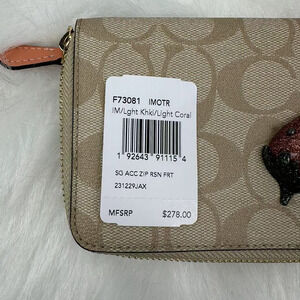 F73081 IMOTR
IM/Lght Khki/Light Coral
1 92643 91115 4
SG ACC ZIP RSN FRT
231229JAX
MFSRP $278.00